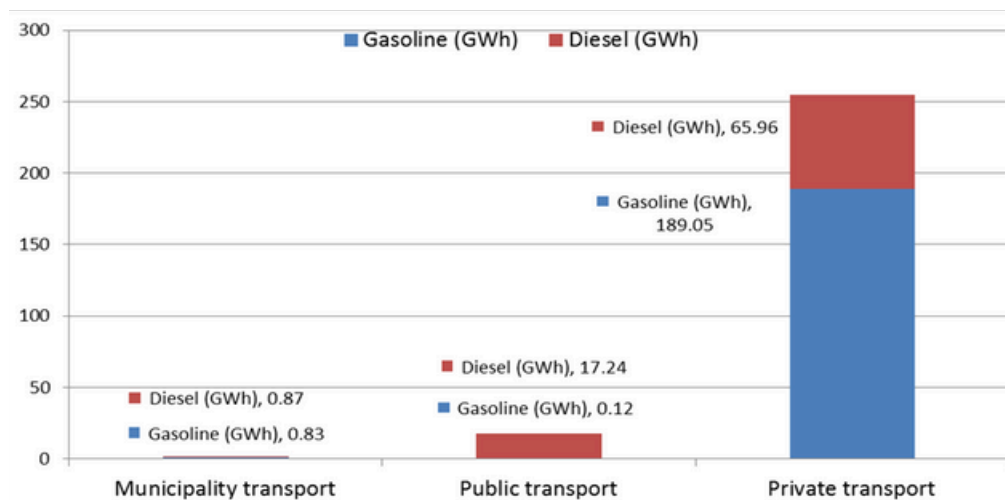 300
Gasoline (GWh) Diesel (GWh)
250
Diesel (GWh), 65.96
200
Gasoline (GWh),
189.05
150
100
Diesel (GWh), 17.24
50
Diesel (GWh), 0.87
Gasoline (GWh), 0.12
Gasoline (GWh), 0.83
0
Municipality transport Public transport Private transport